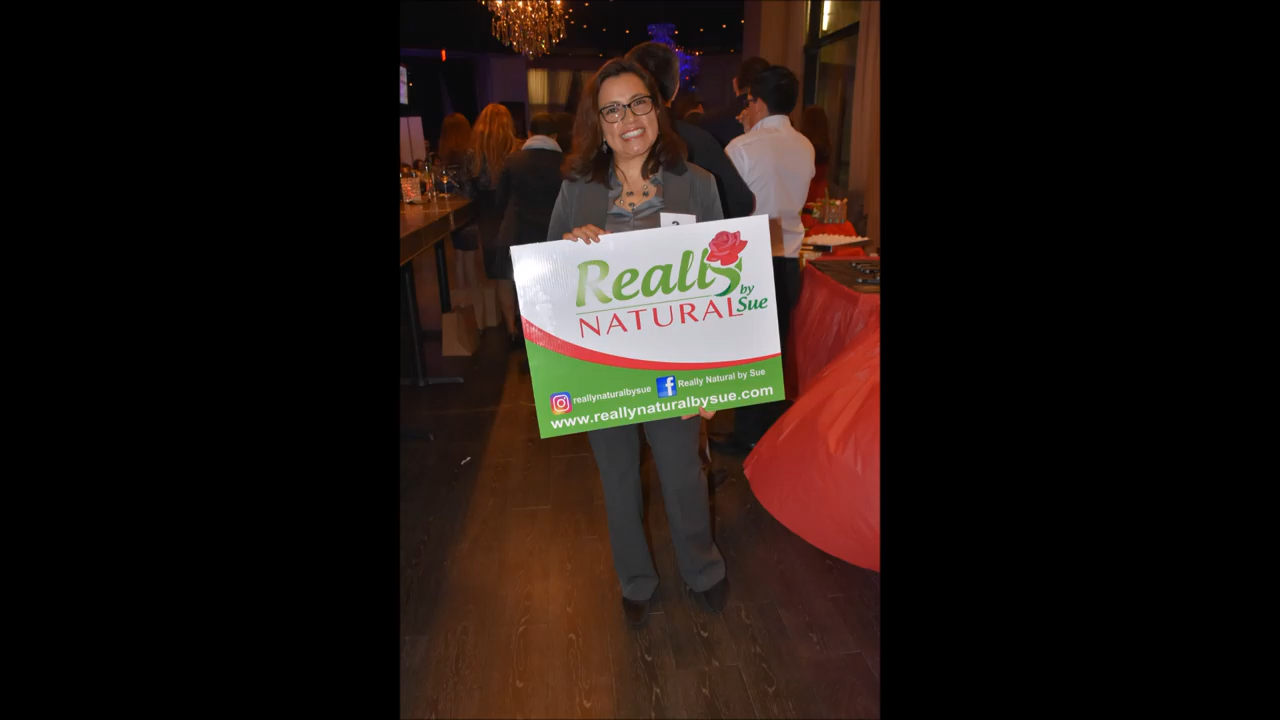 Really
by
NATURAL Sue
reallynaturalbysue
Really Natural by Sue
www.reallynaturalbysue.com